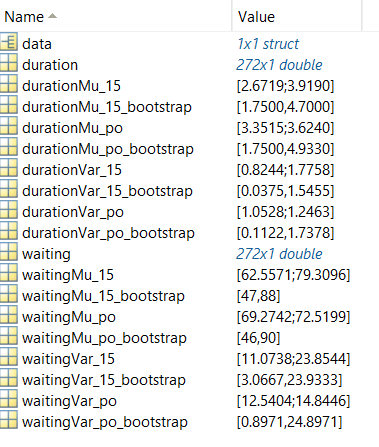 Name Value
data 1x1 struct
duration 272x1 double
durationMu_15 [2.6719;3.9190]
durationMu_15_bootstrap [1.7500,4.7000]
durationMu_po [3.3515;3.6240]
durationMu_po_bootstrap [1.7500,4.9330]
durationVar_15 [0.8244;1.7758]
durationVar_15_bootstrap [0.0375,1.5455]
durationVar_po [1.0528;1.2463]
durationVar_po_bootstrap [0.1122,1.7378]
waiting 272x1 double
waitingMu_15 [62.5571;79.3096]
waitingMu_15_bootstrap [47,88]
waitingMu_po [69.2742;72.5199]
waitingMu_po_bootstrap [46,90]
waitingVar_15 [11.0738;23.8544]
waitingVar_15_bootstrap [3.0667,23.9333]
waitingVar_po [12.5404;14.8446]
waitingVar_po_bootstrap [0.8971,24.8971]